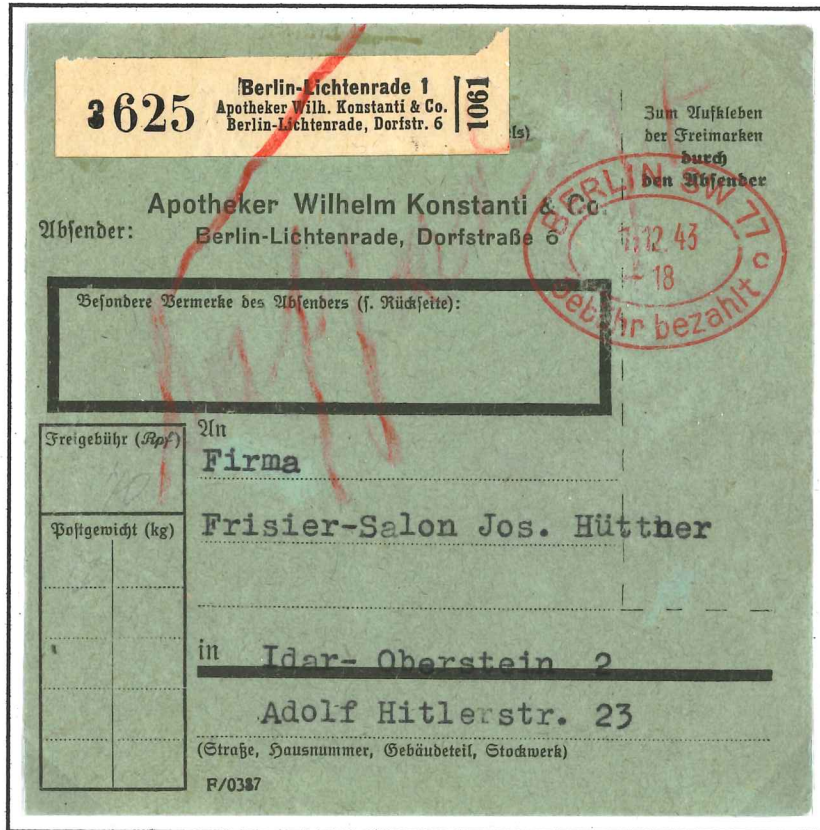 3 625
Berlin-Lichtenrade 1
Apotheker Wilh. Konstanti & Co.
Berlin-Lichtenrade, Dorfstr. 6
1061
ls)
Zum Aufkleben
der Freimarken
durch
den Absender
Apotheker Wilhelm Konstanti & Co.
Absender:
Berlin-Lichtenrade, Dorfstraße 6
BERLIN SW 77
c
12.43
- 18
Gebühr bezahlt
Besondere Vermerke des Absenders (s. Rückseite):
Freigebühr (Rpf)
An
Firma
Postgewicht (kg)
Frisier-Salon Jos. Hüttner
in Idar- Oberstein 2
Adolf Hitlerstr. 23
(Straße, Hausnummer, Gebäudeteil, Stockwerk)
F/0387